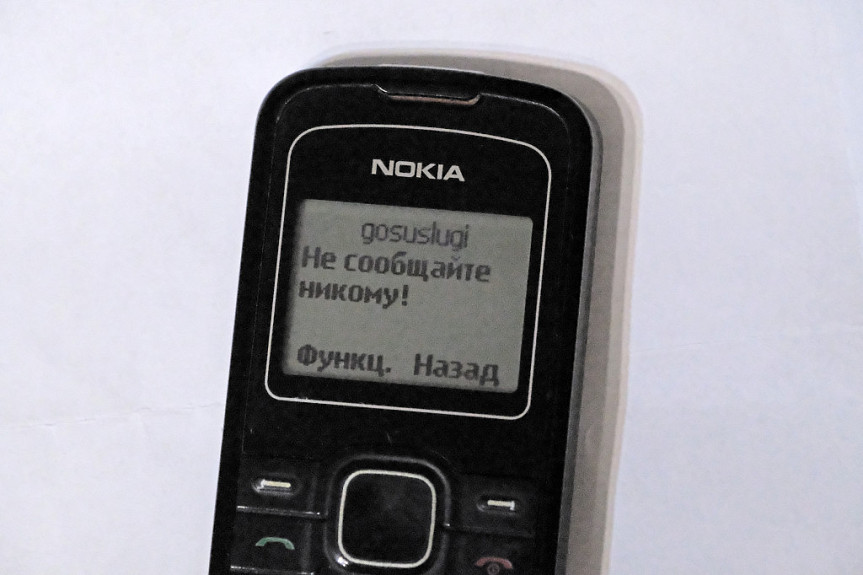 NOKIA
gosuslugi
Не сообщайте
никому!
Функц. Назад